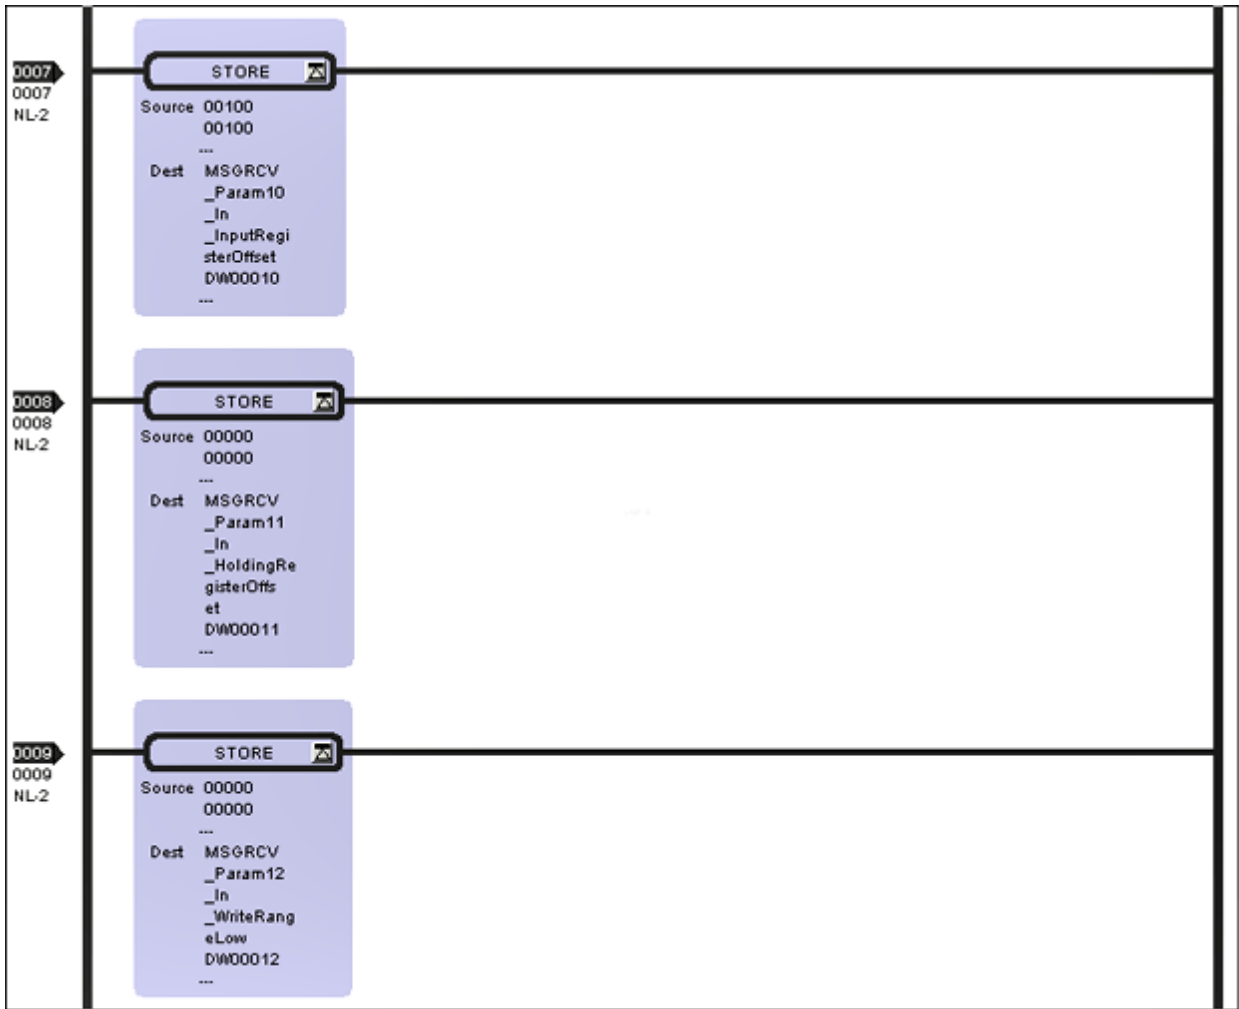 0007
0007
NL-2
STORE
Source 00100
00100
---
Dest MSGRCV
_Param10
_In
_InputRegi
sterOffset
DW00010
---
0008
0008
NL-2
STORE
Source 00000
00000
---
Dest MSGRCV
_Param11
_In
_HoldingRe
gisterOffs
et
DW00011
---
0009
0009
NL-2
STORE
Source 00000
00000
---
Dest MSGRCV
_Param12
_In
_WriteRang
eLow
DW00012
---